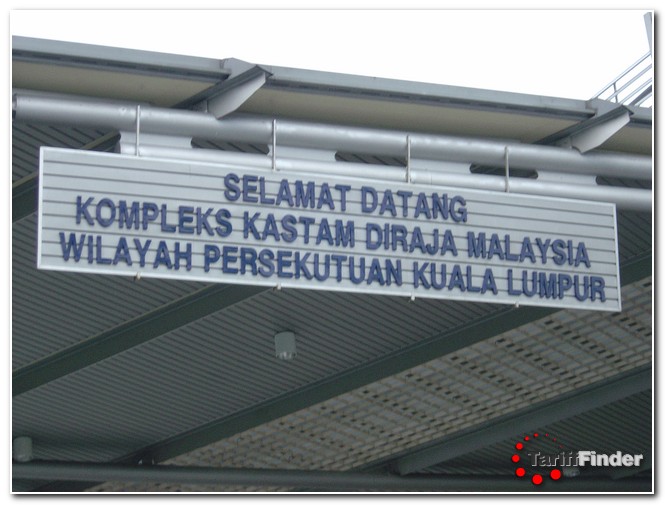 SELAMAT DATANG
KOMPLEKS KASTAM DIRAJA MALAYSIA
WILAYAH PERSEKUTUAN KUALA LUMPUR
TariffFinder